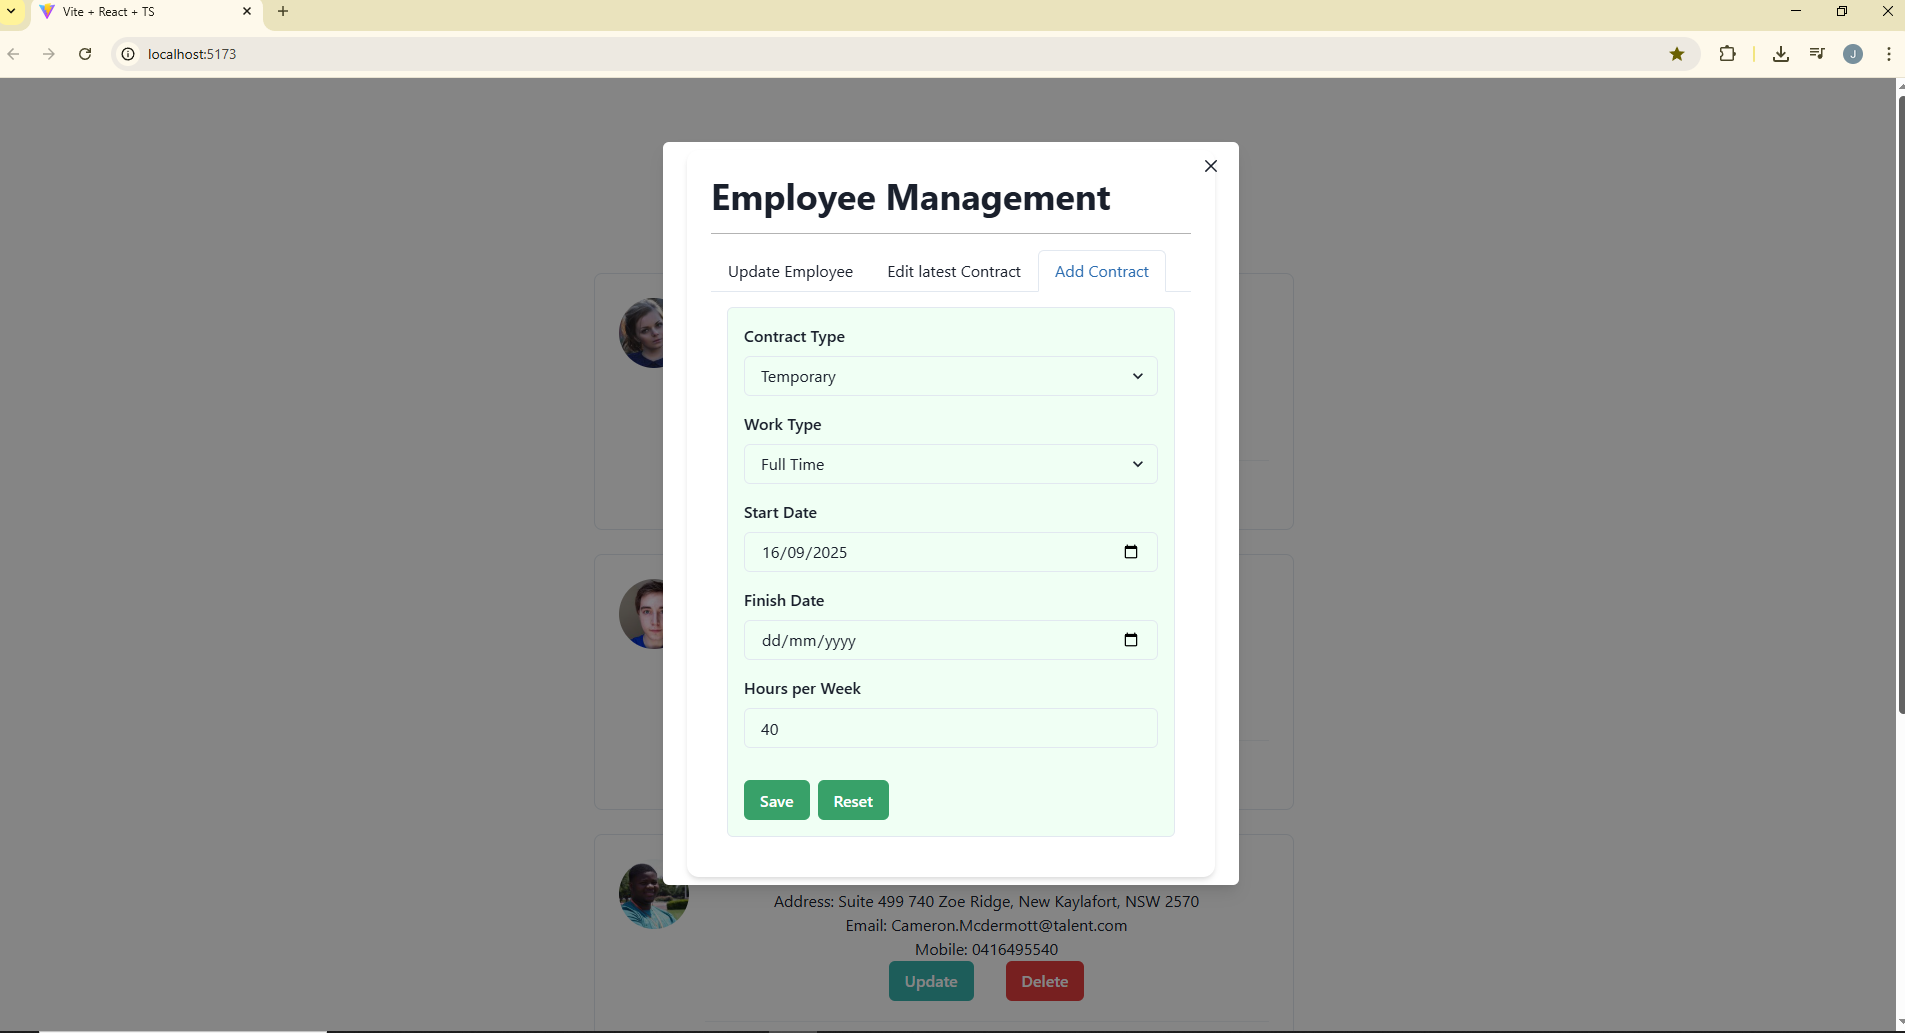 Vite + React + TS
localhost:5173
J
Employee Management
Update Employee Edit latest Contract Add Contract
Contract Type
Temporary
Work Type
Full Time
Start Date
16/09/2025
Finish Date
dd/mm/yyyy
Hours per Week
40
Save Reset
Address: Suite 499 740 Zoe Ridge, New Kaylafort, NSW 2570
Email: Cameron.Mcdermott@talent.com
Mobile: 0416495540
Update Delete